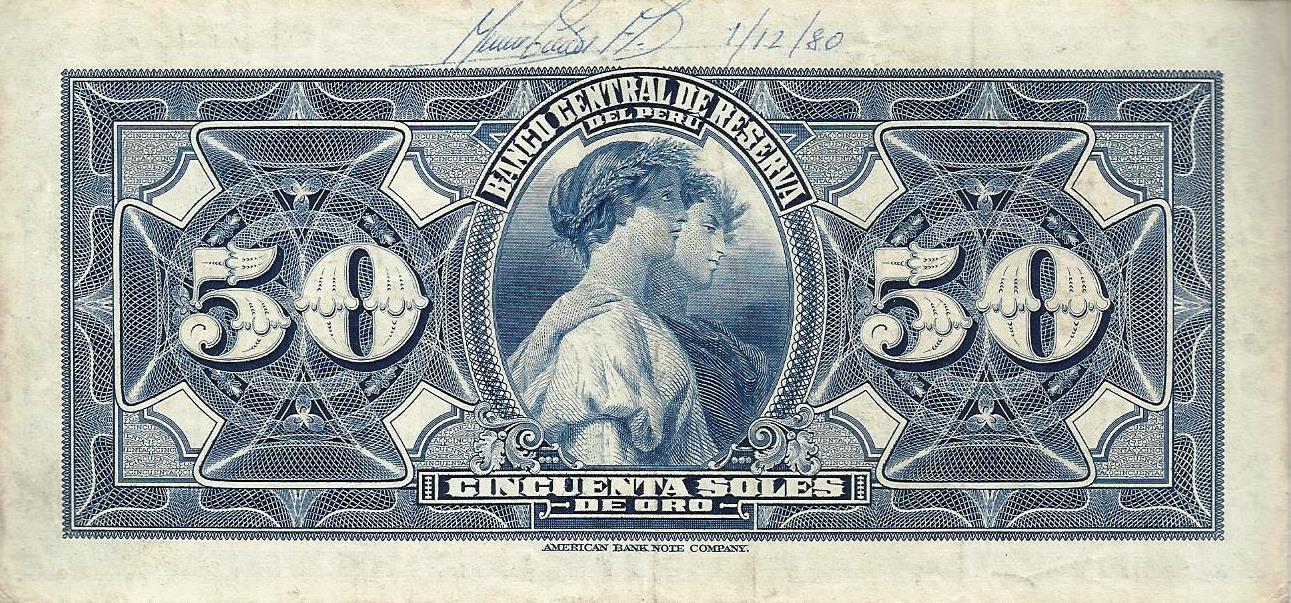 1/12/80
BANCO CENTRAL DE RESERVA
DEL PERU
50
50
CINCUENTA SOLES
DE ORO
AMERICAN BANK NOTE COMPANY.